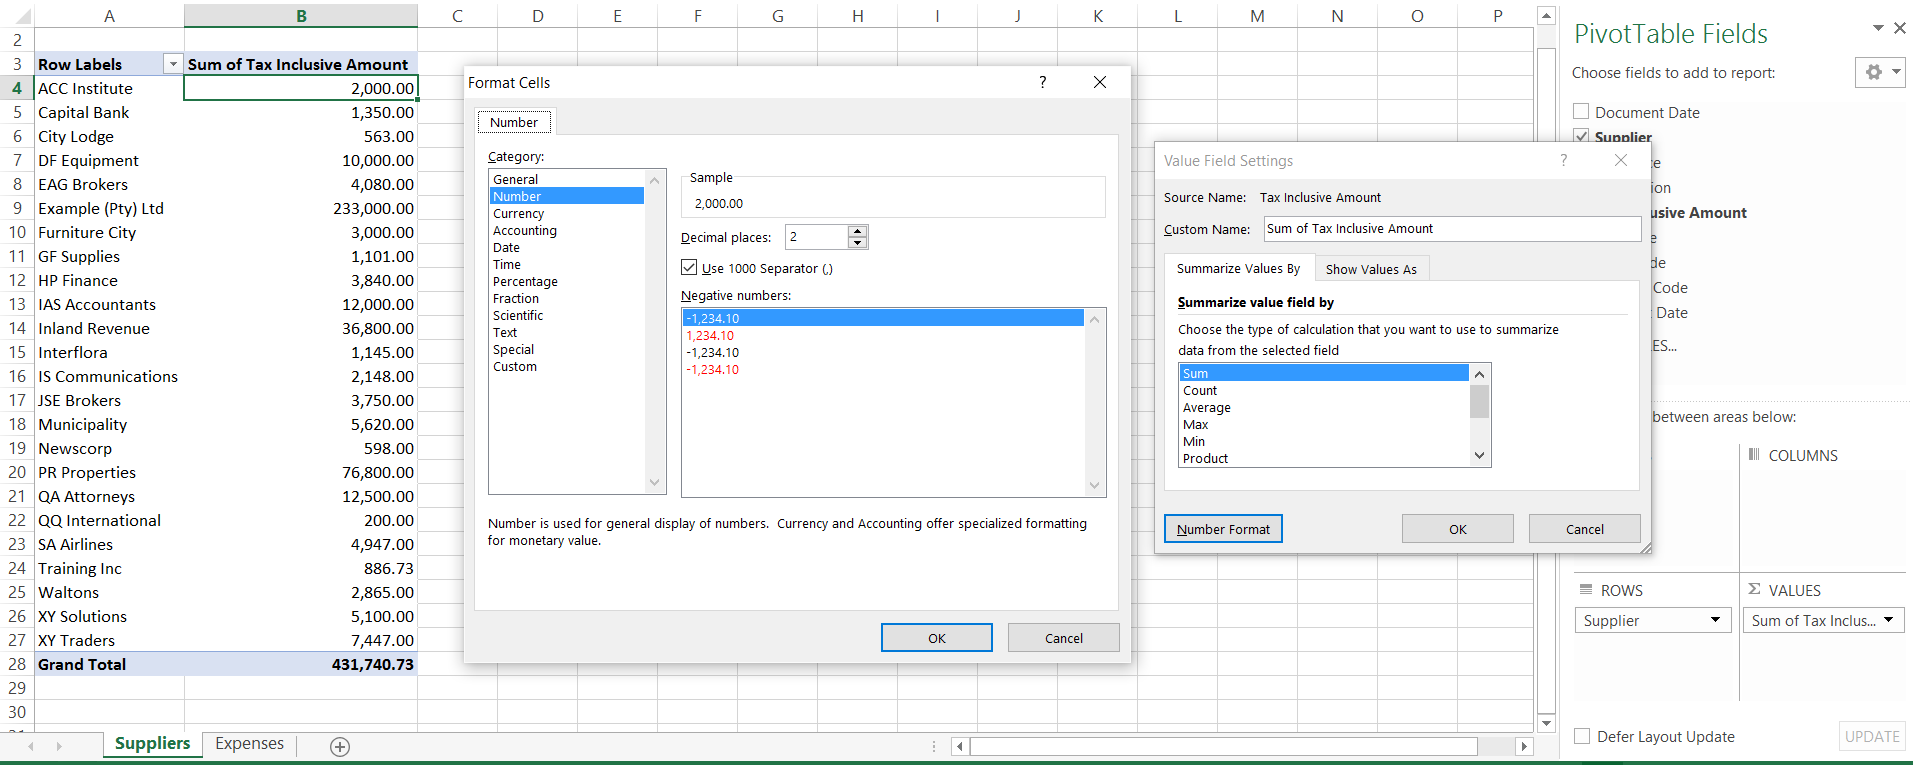 A B C D E F G H I J K L M N O P
2
3 Row Labels Sum of Tax Inclusive Amount
4 ACC Institute 2,000.00
5 Capital Bank 1,350.00
6 City Lodge 563.00
7 DF Equipment 10,000.00
8 EAG Brokers 4,080.00
9 Example (Pty) Ltd 233,000.00
10 Furniture City 3,000.00
11 GF Supplies 1,101.00
12 HP Finance 3,840.00
13 IAS Accountants 12,000.00
14 Inland Revenue 36,800.00
15 Interflora 1,145.00
16 IS Communications 2,148.00
17 JSE Brokers 3,750.00
18 Municipality 5,620.00
19 Newscorp 598.00
20 PR Properties 76,800.00
21 QA Attorneys 12,500.00
22 QQ International 200.00
23 SA Airlines 4,947.00
24 Training Inc 886.73
25 Waltons 2,865.00
26 XY Solutions 5,100.00
27 XY Traders 7,447.00
28 Grand Total 431,740.73
29
30
Suppliers Expenses
Format Cells ?
Number
Category:
General
Number
Currency
Accounting
Date
Time
Percentage
Fraction
Scientific
Text
Special
Custom
Sample
2,000.00
Decimal places: 2
Use 1000 Separator (,)
Negative numbers:
-1,234.10
1,234.10
-1,234.10
-1,234.10
Number is used for general display of numbers. Currency and Accounting offer specialized formatting
for monetary value.
OK Cancel
Value Field Settings ?
Source Name: Tax Inclusive Amount
Custom Name: Sum of Tax Inclusive Amount
Summarize Values By Show Values As
Summarize value field by
Choose the type of calculation that you want to use to summarize
data from the selected field
Sum
Count
Average
Max
Min
Product
Number Format OK Cancel
PivotTable Fields
Choose fields to add to report:
Document Date
Supplier
ce
ion
usive Amount
e
de
Code
Date
ES...
between areas below:
COLUMNS
ROWS
Supplier
Σ VALUES
Sum of Tax Inclus...
Defer Layout Update UPDATE